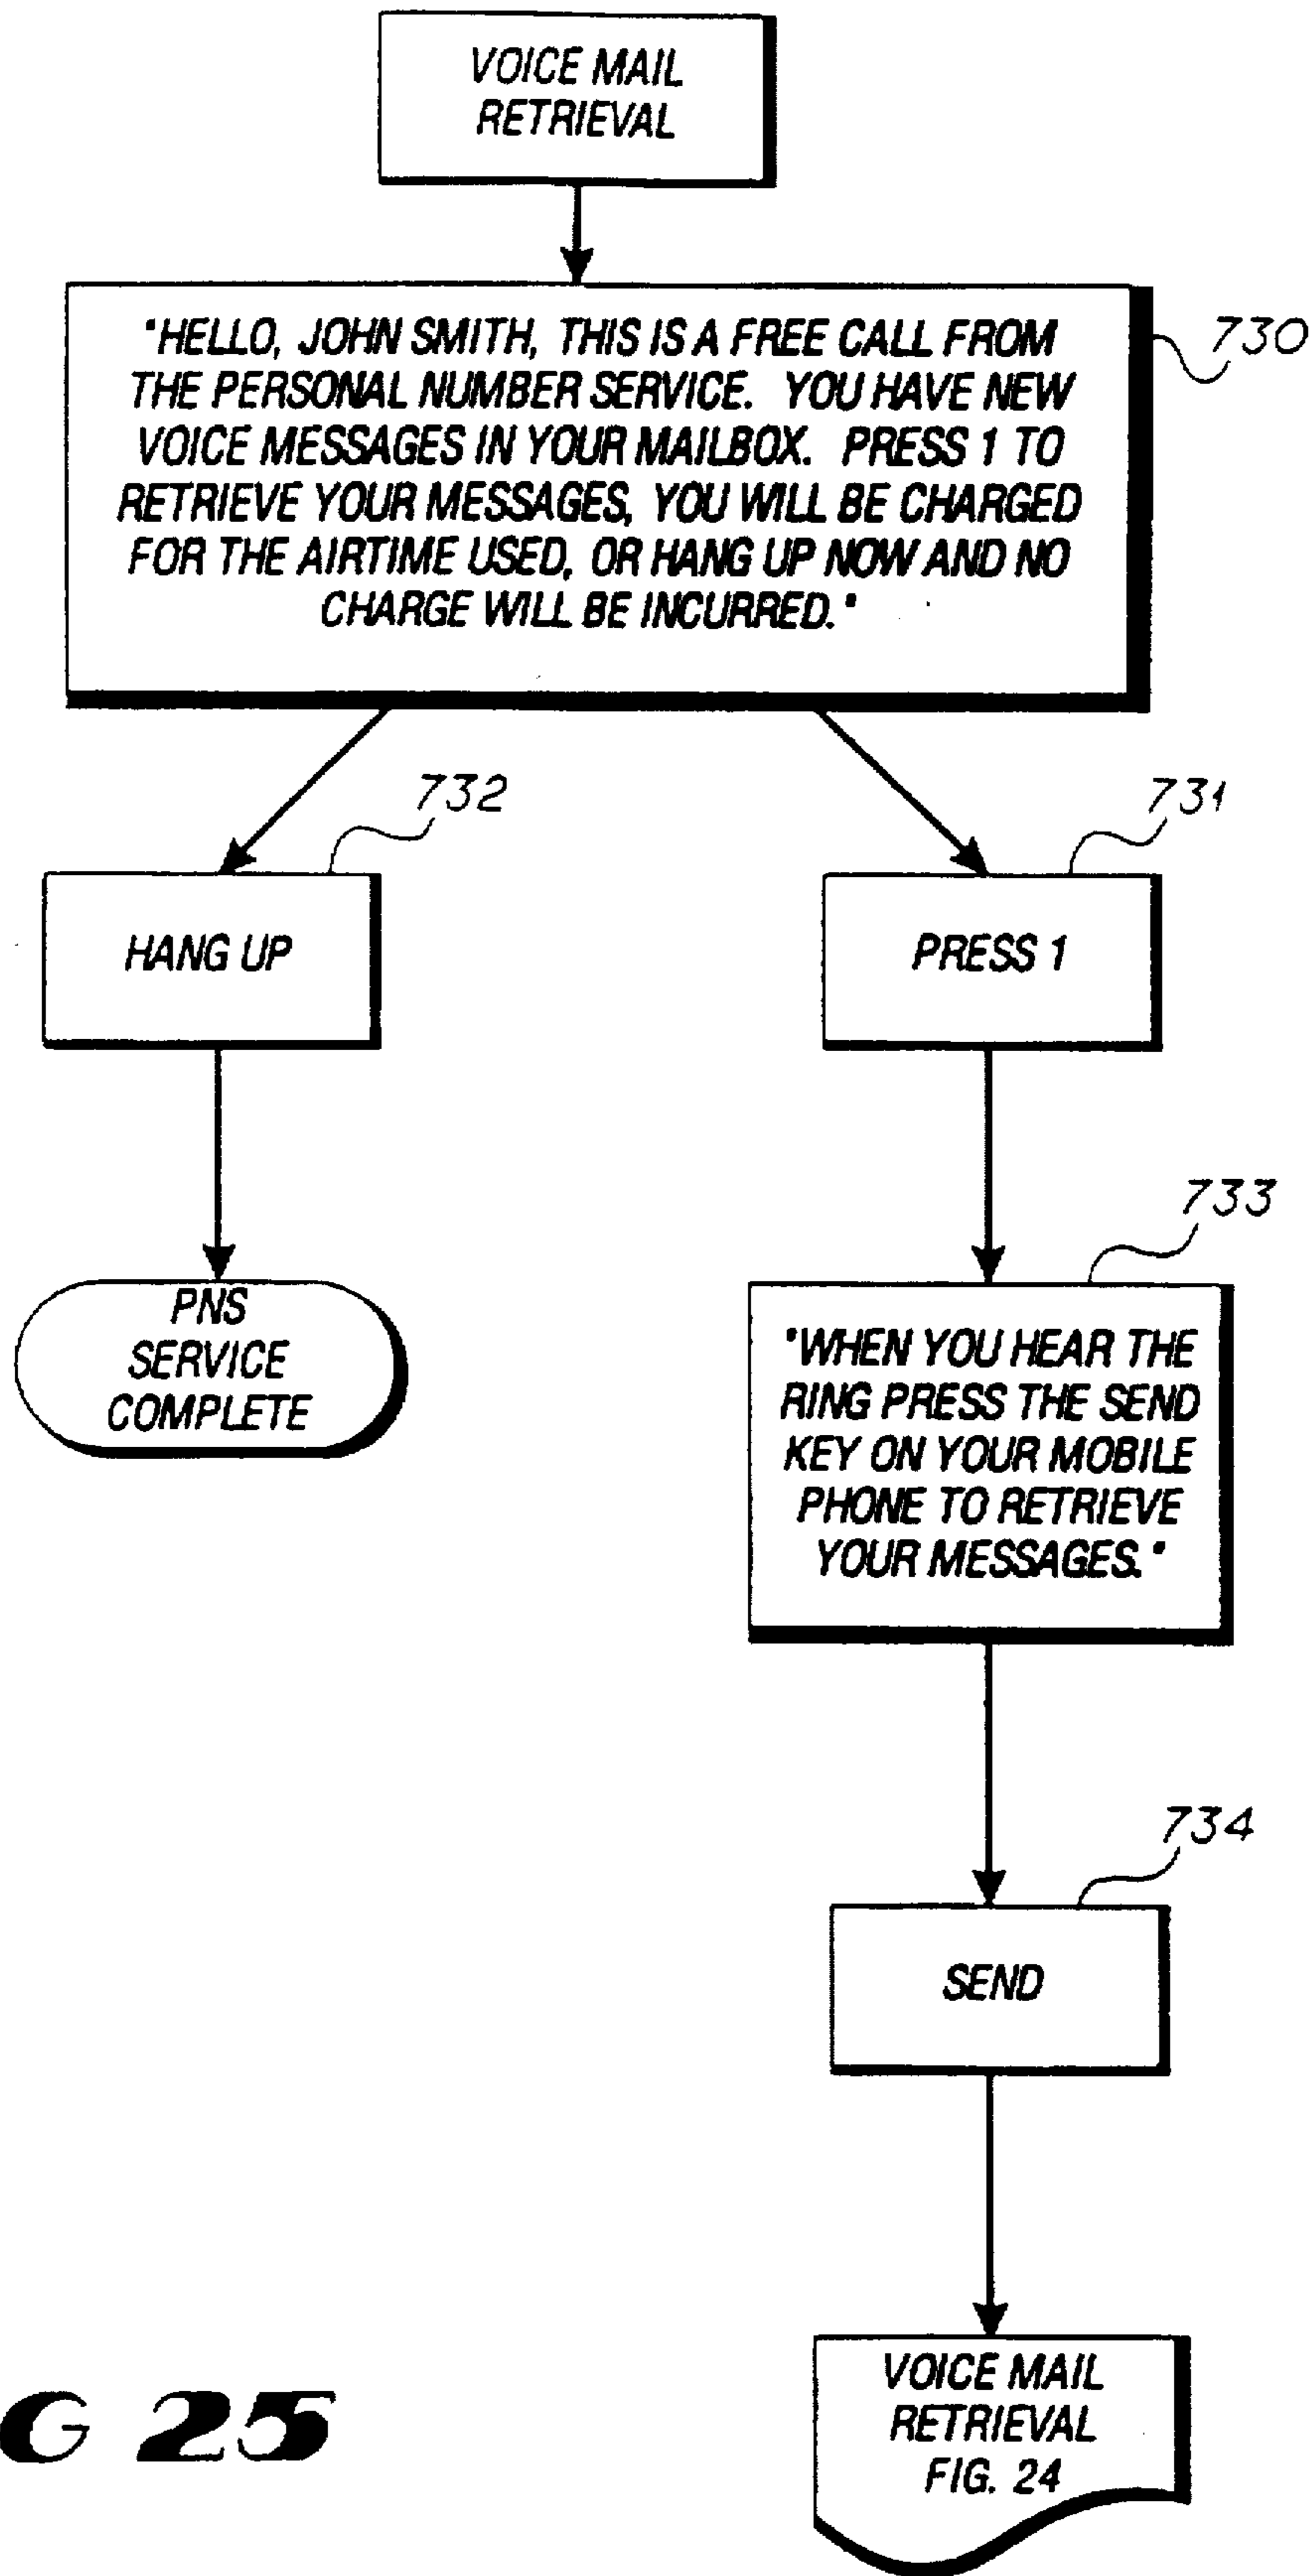 VOICE MAIL
RETRIEVAL
"HELLO, JOHN SMITH, THIS IS A FREE CALL FROM
THE PERSONAL NUMBER SERVICE. YOU HAVE NEW
VOICE MESSAGES IN YOUR MAILBOX. PRESS 1 TO
RETRIEVE YOUR MESSAGES, YOU WILL BE CHARGED
FOR THE AIRTIME USED, OR HANG UP NOW AND NO
CHARGE WILL BE INCURRED."
730
732
731
HANG UP
PRESS 1
733
PNS
SERVICE
COMPLETE
"WHEN YOU HEAR THE
RING PRESS THE SEND
KEY ON YOUR MOBILE
PHONE TO RETRIEVE
YOUR MESSAGES."
734
SEND
VOICE MAIL
RETRIEVAL
FIG. 24
G 25